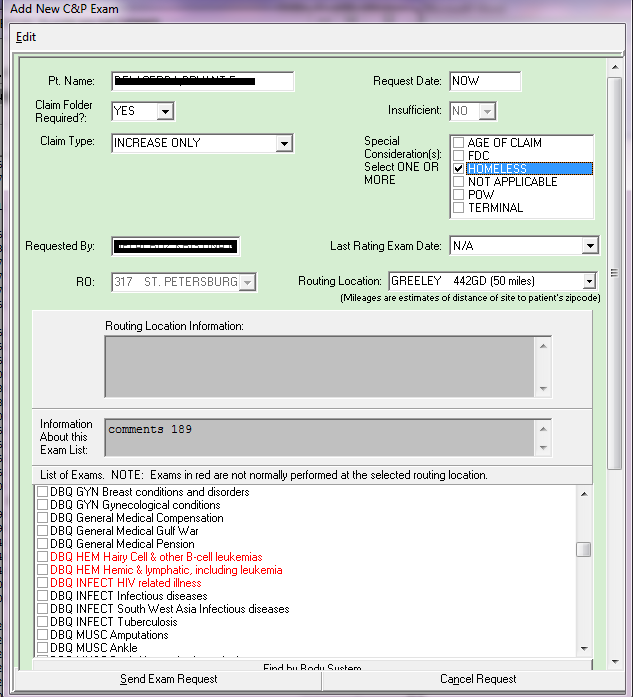 Add New C&P Exam
Edit
Pt. Name:
Request Date: NOW
Claim Folder Required?: YES
Insufficient: NO
Claim Type: INCREASE ONLY
Special Consideration(s): Select ONE OR MORE
AGE OF CLAIM
FDC
HOMELESS
NOT APPLICABLE
POW
TERMINAL
Requested By:
Last Rating Exam Date: N/A
RO: 317 ST. PETERSBURG
Routing Location: GREELEY 442GD (50 miles)
(Mileages are estimates of distance of site to patient's zipcode)
Routing Location Information:
Information About this Exam List:
comments 189
List of Exams. NOTE: Exams in red are not normally performed at the selected routing location.
DBQ GYN Breast conditions and disorders
DBQ GYN Gynecological conditions
DBQ General Medical Compensation
DBQ General Medical Gulf War
DBQ General Medical Pension
DBQ HEM Hairy Cell & other B-cell leukemias
DBQ HEM Hemic & lymphatic, including leukemia
DBQ INFECT HIV related illness
DBQ INFECT Infectious diseases
DBQ INFECT South West Asia Infectious diseases
DBQ INFECT Tuberculosis
DBQ MUSC Amputations
DBQ MUSC Ankle
Find by Body System
Send Exam Request
Cancel Request